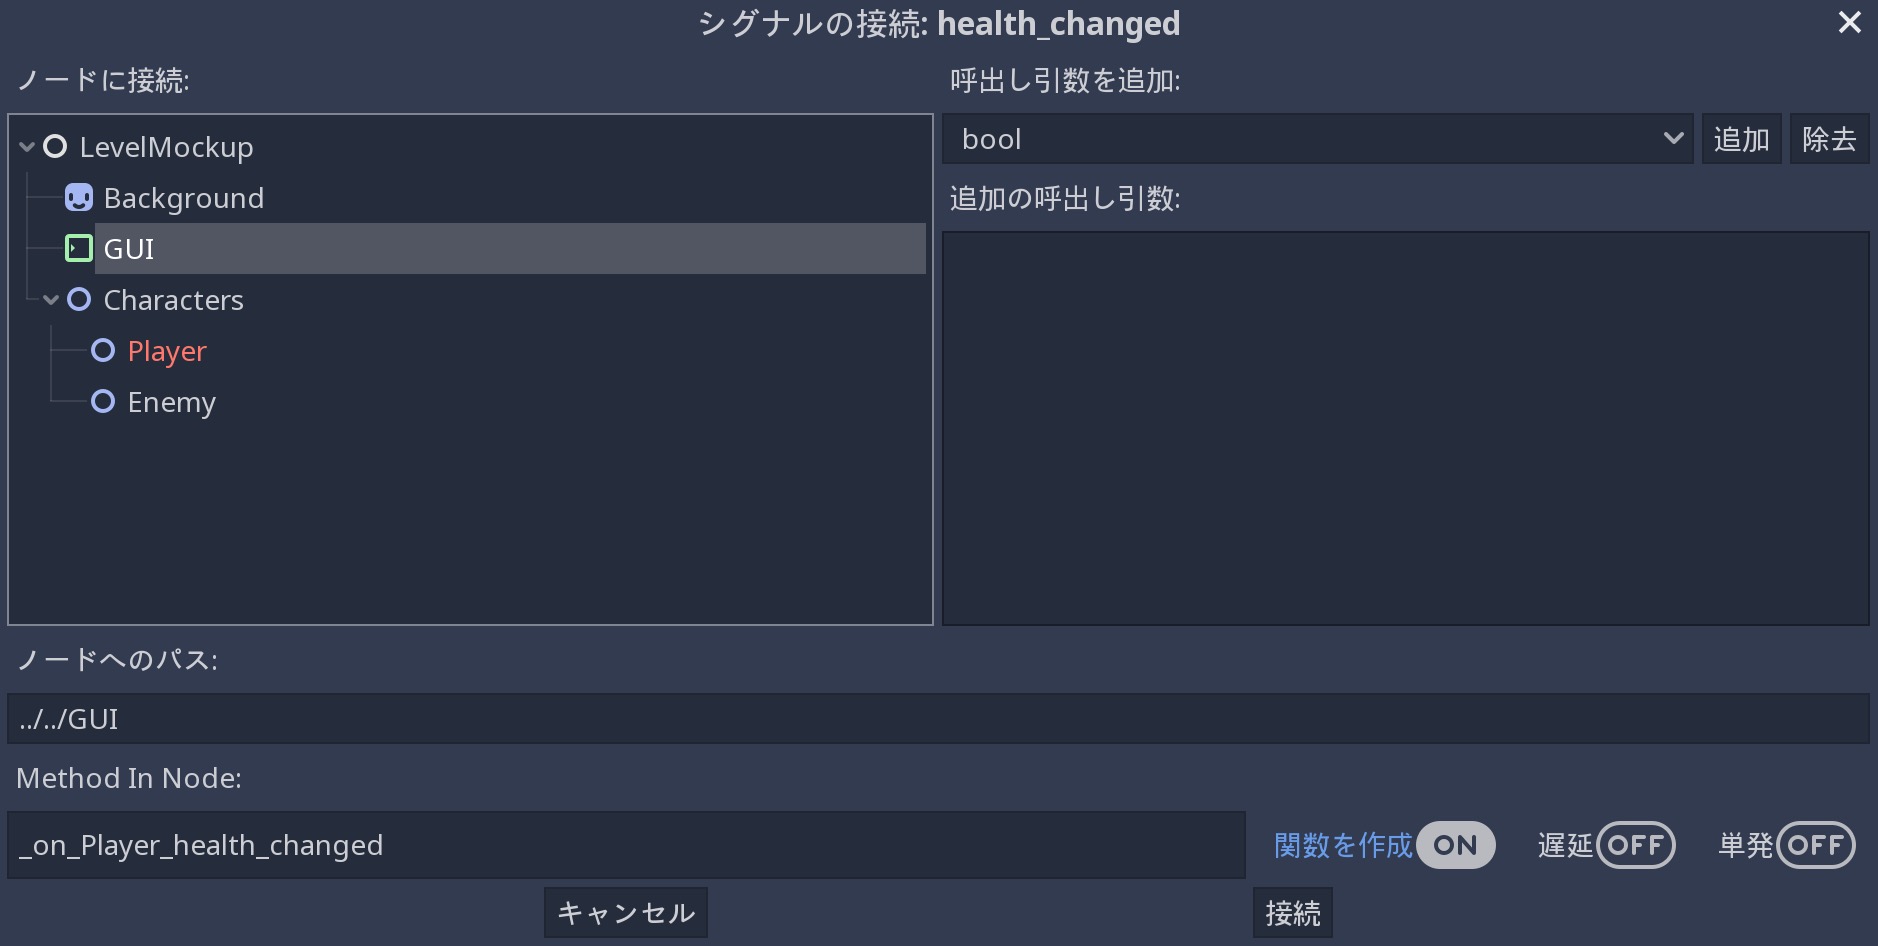 シグナルの接続: health_changed
ノードに接続:
LevelMockup
Background
GUI
Characters
Player
Enemy
呼出し引数を追加:
bool
追加
除去
追加の呼出し引数:
ノードへのパス:
../../GUI
Method In Node:
_on_Player_health_changed
関数を作成 ON
遅延 OFF
単発 OFF
キャンセル
接続